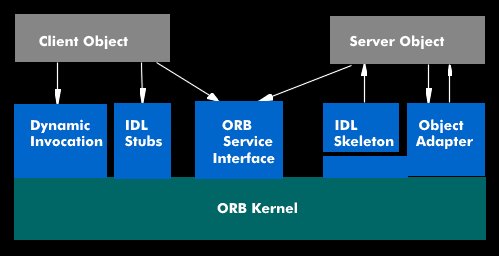 Client Object
Server Object
Dynamic
Invocation
IDL
Stubs
ORB
Service
Interface
IDL
Skeleton
Object
Adapter
ORB Kernel